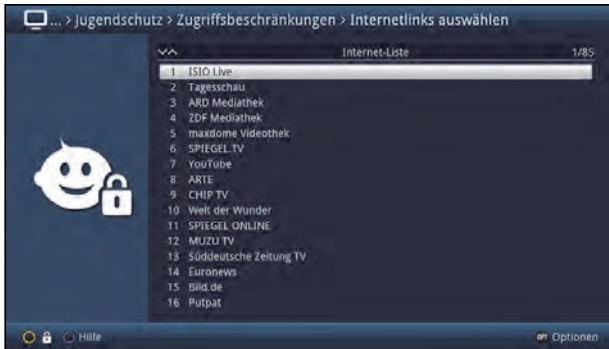 ... > Jugendschutz > Zugriffsbeschränkungen > Internetlinks auswählen
Internet-Liste 1/85
1 ISIO Live
2 Tagesschau
3 ARD Mediathek
4 ZDF Mediathek
5 maxdome Videothek
6 SPIEGEL.TV
7 YouTube
8 ARTE
9 CHIP TV
10 Welt der Wunder
11 SPIEGEL ONLINE
12 MUZU TV
13 Süddeutsche Zeitung TV
14 Euronews
15 Bild.de
16 Putpat
Hilfe OPT Optionen